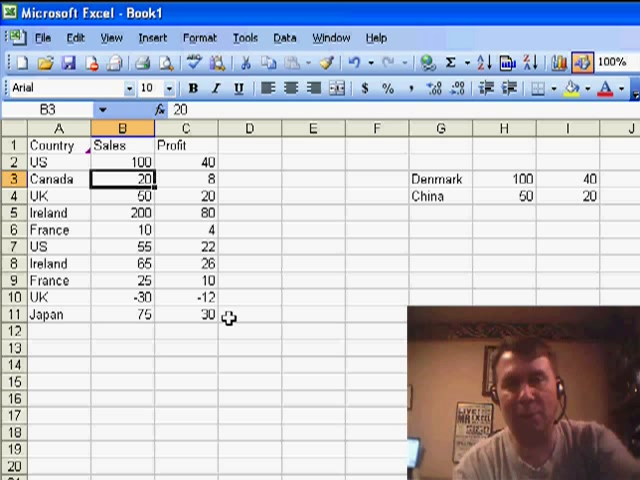 Microsoft Excel - Book1
File Edit View Insert Format Tools Data Window Help
100%
Arial 10 B I U $ % ,
B3 fx 20
A B C D E F G H I J
1 Country Sales Profit
2 US 100 40
3 Canada 20 8 Denmark 100 40
4 UK 50 20 China 50 20
5 Ireland 200 80
6 France 10 4
7 US 55 22
8 Ireland 65 26
9 France 25 10
10 UK -30 -12
11 Japan 75 30
12
13
14
15
16
17
18
19
20
LIVE!
MR EXCEL